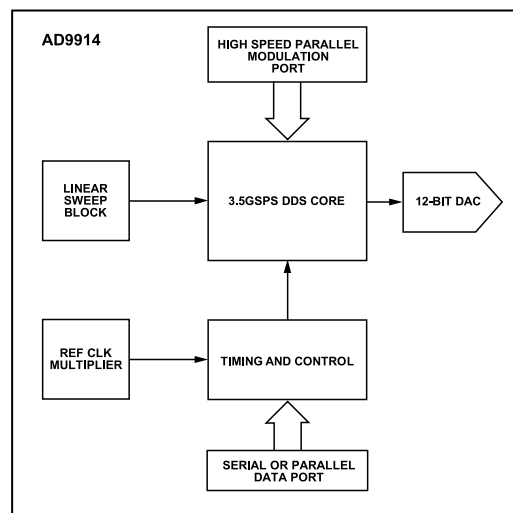 AD9914
HIGH SPEED PARALLEL
MODULATION
PORT
LINEAR
SWEEP
BLOCK
3.5GSPS DDS CORE
12-BIT DAC
REF CLK
MULTIPLIER
TIMING AND CONTROL
SERIAL OR PARALLEL
DATA PORT